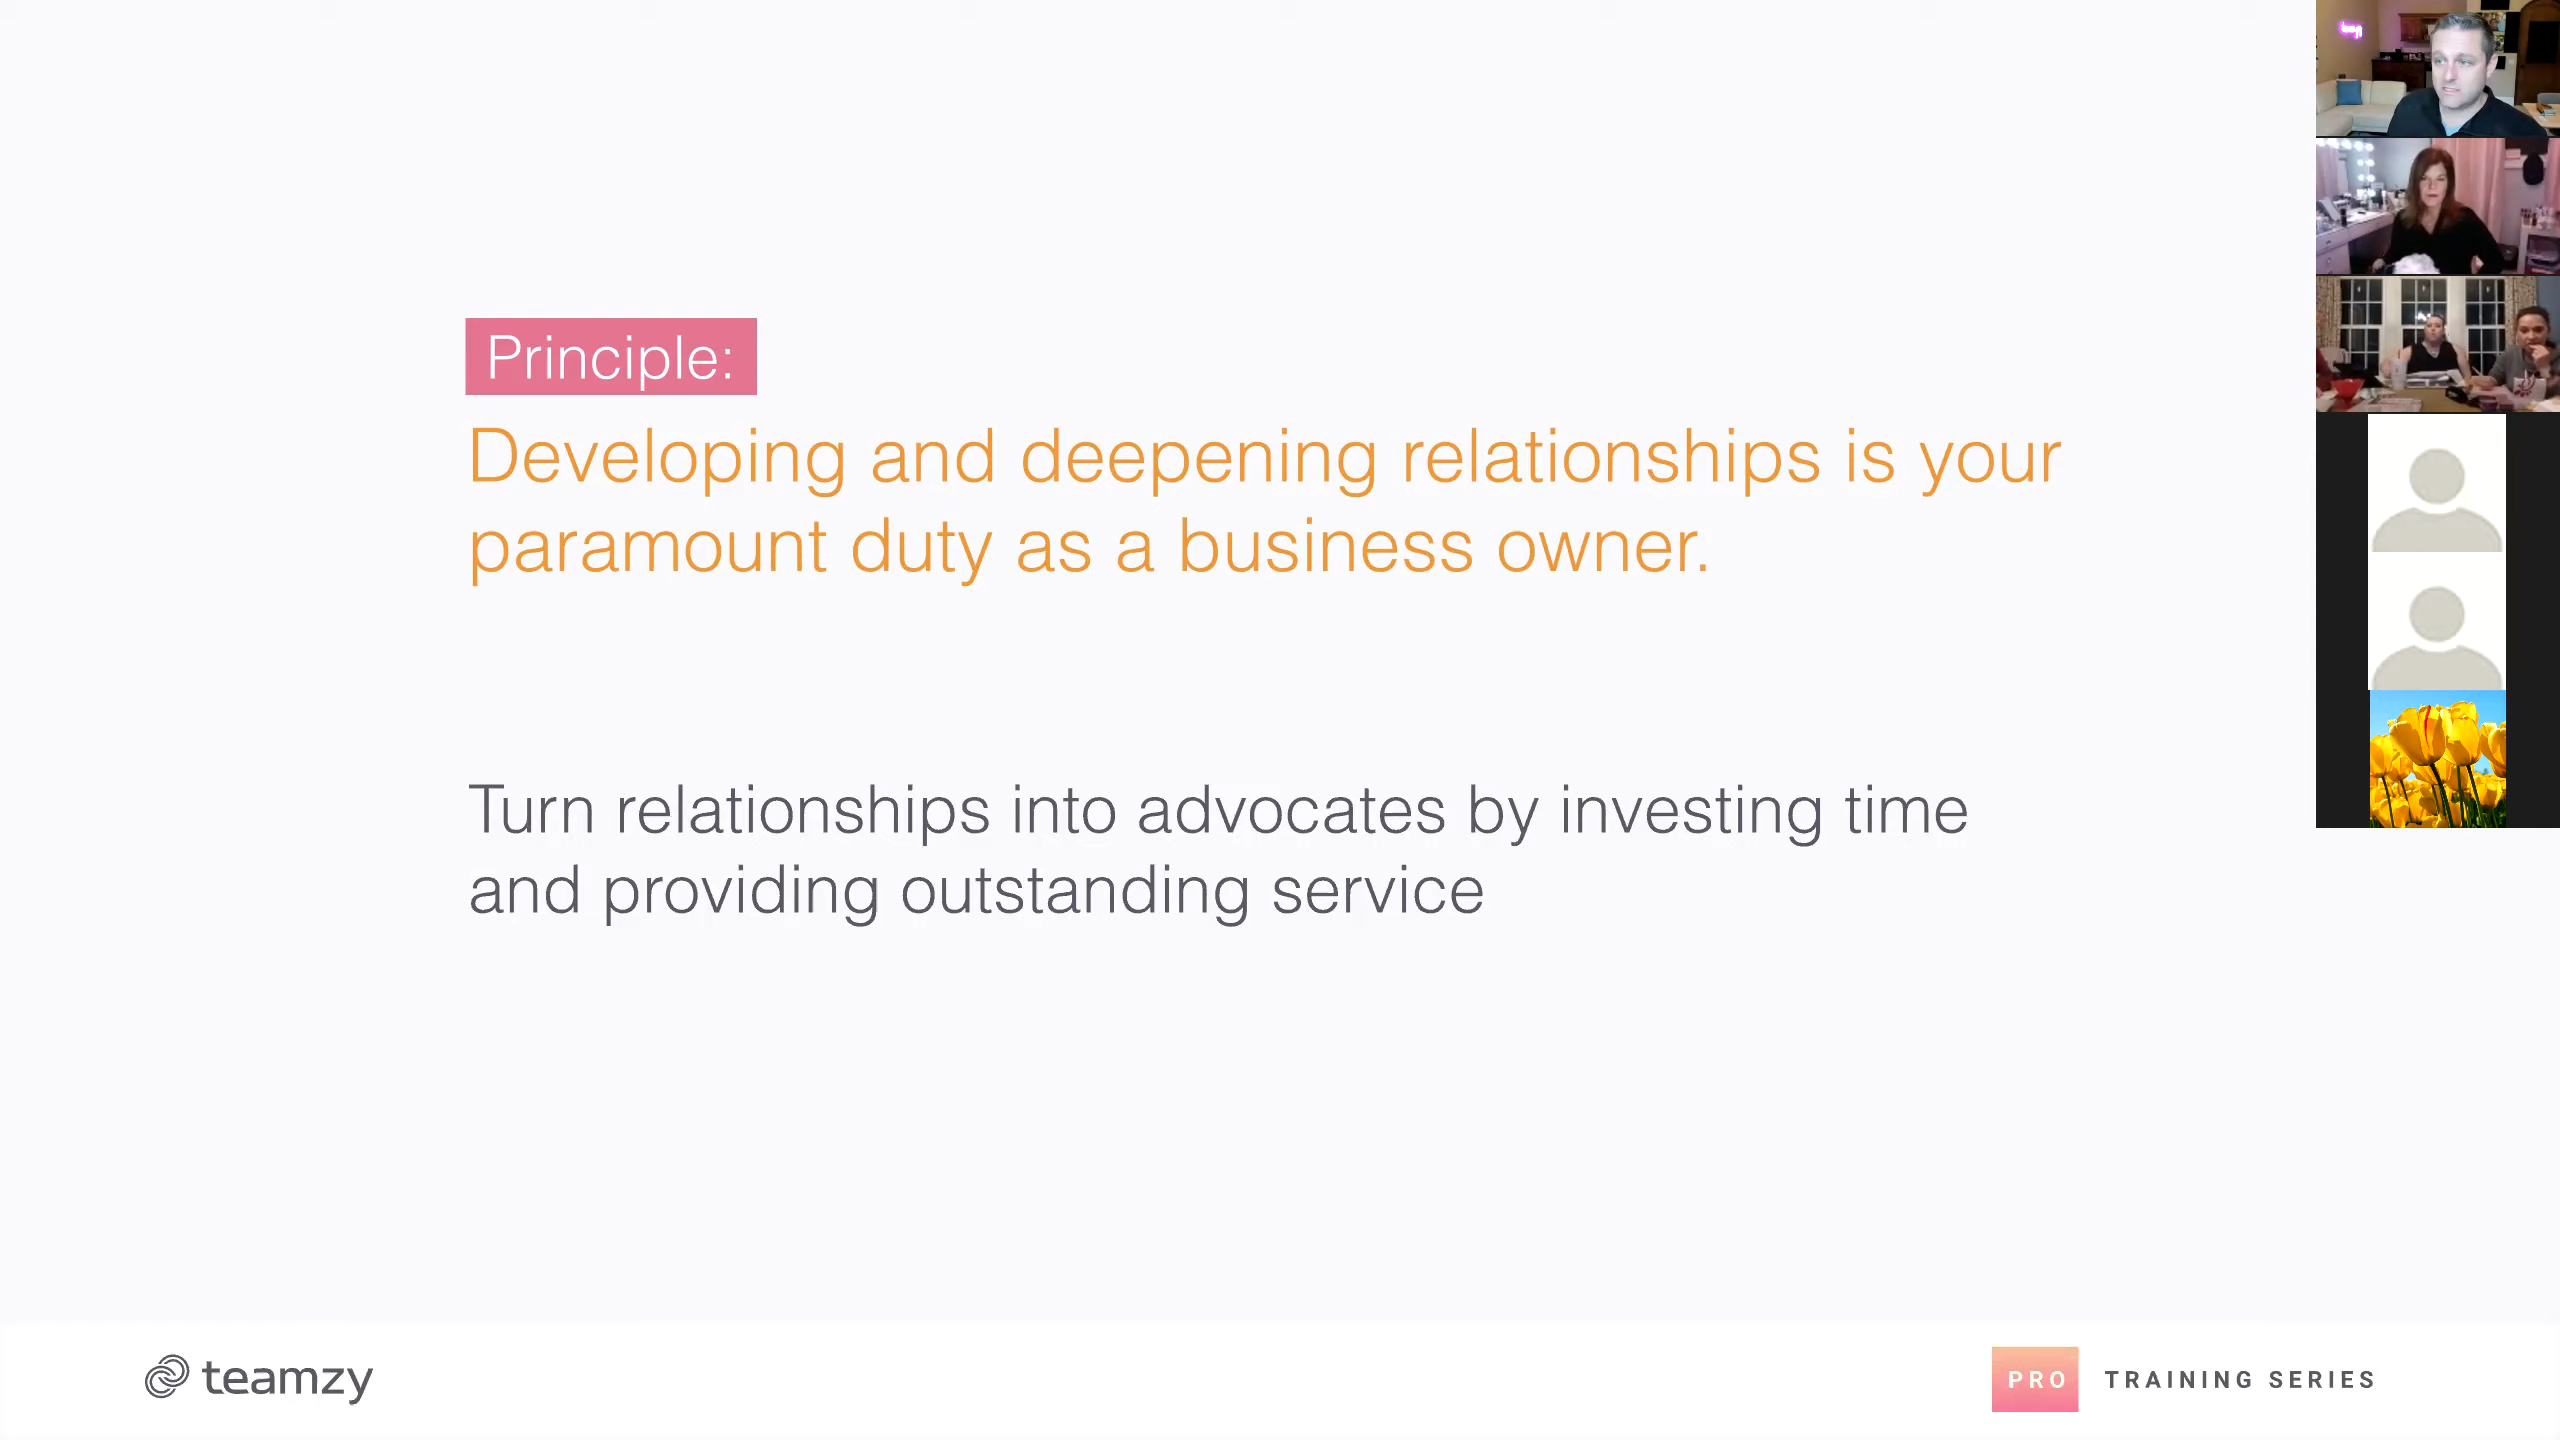 Principle:
Developing and deepening relationships is your
paramount duty as a business owner.
Turn relationships into advocates by investing time
and providing outstanding service
teamzy
PRO TRAINING SERIES